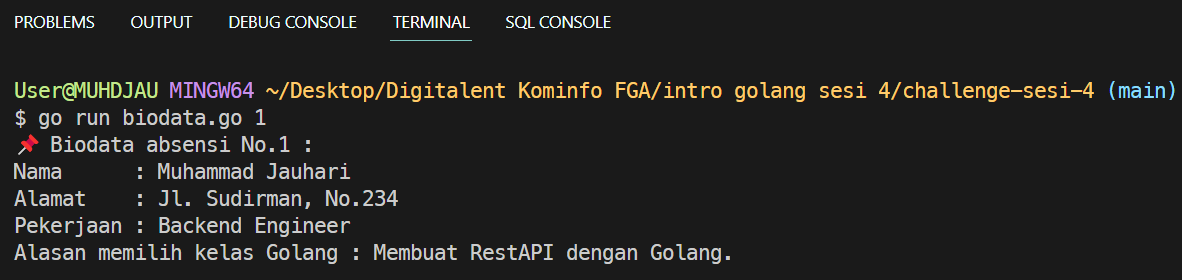 PROBLEMS OUTPUT DEBUG CONSOLE TERMINAL SQL CONSOLE
User@MUHDJAU MINGW64 ~/Desktop/Digitalent Kominfo FGA/intro golang sesi 4/challenge-sesi-4 (main)
$ go run biodata.go 1
📌 Biodata absensi No.1 :
Nama      : Muhammad Jauhari
Alamat    : Jl. Sudirman, No.234
Pekerjaan : Backend Engineer
Alasan memilih kelas Golang : Membuat RestAPI dengan Golang.